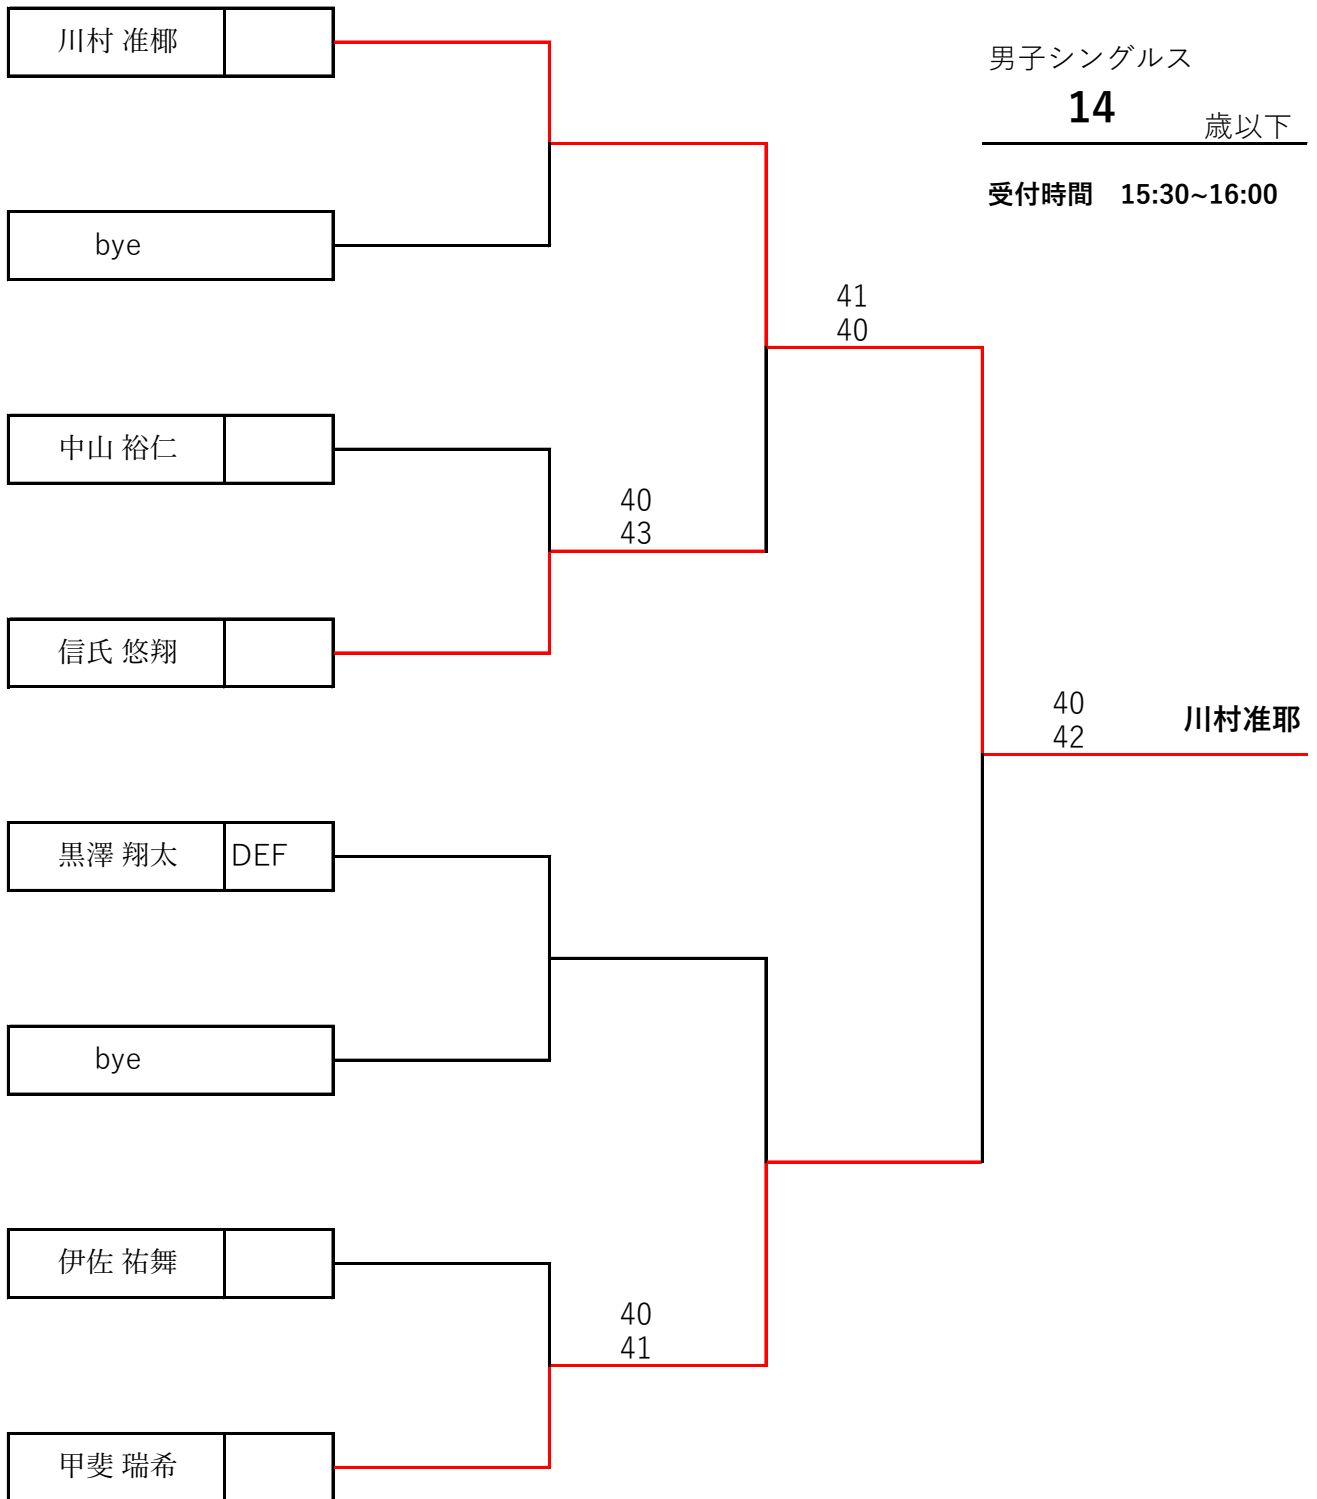 川村 准椰
男子シングルス
14
歳以下
受付時間　15:30~16:00
bye
41
40
中山 裕仁
40
43
信氏 悠翔
40
42
川村准耶
黒澤 翔太 DEF
bye
伊佐 祐舞
40
41
甲斐 瑞希